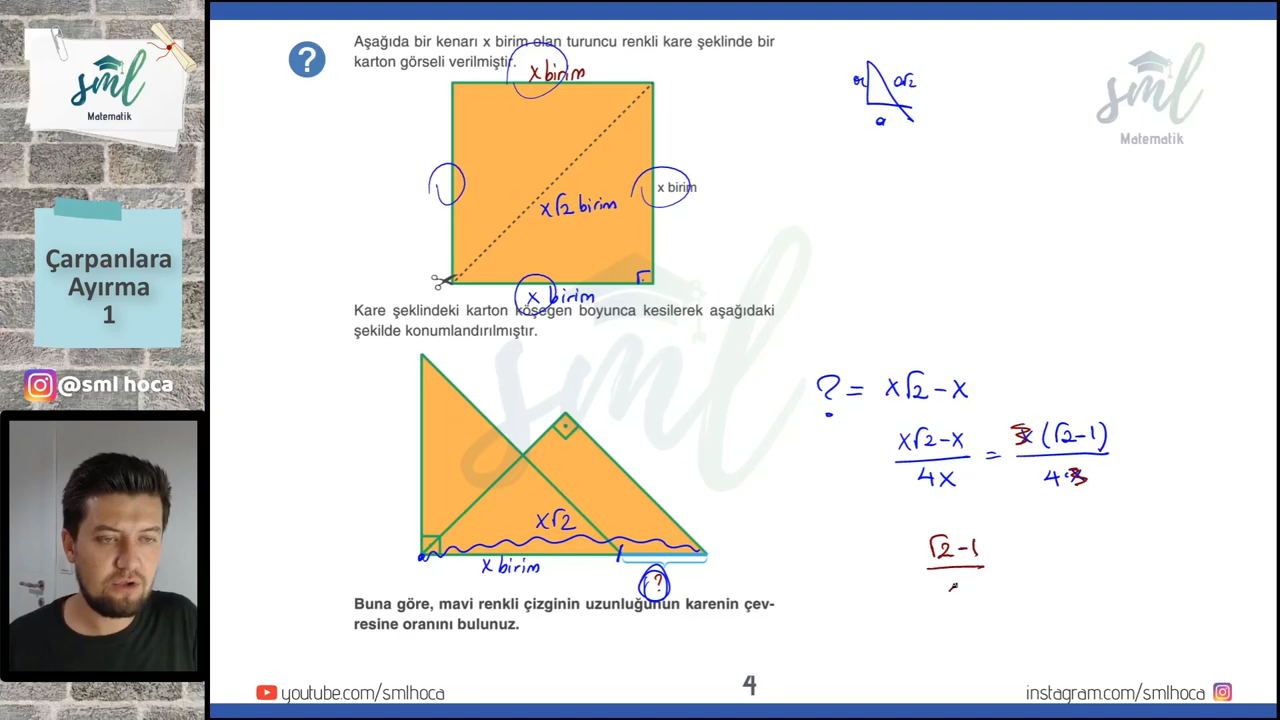 sml
Matematik
Çarpanlara
Ayırma
1
@sml hoca
Aşağıda bir kenarı x birim olan turuncu renkli kare şeklinde bir
karton görseli verilmiştir.
x birim
x birim
x√2 birim
x birim
Kare şeklindeki karton köşegen boyunca kesilerek aşağıdaki
şekilde konumlandırılmıştır.
x√2
x birim
?
Buna göre, mavi renkli çizginin uzunluğunun karenin çev-
resine oranını bulunuz.
a
a√2
a
sml
Matematik
? = x√2 - x
x√2 - x / 4x = x (√2 - 1) / 4·x
√2 - 1
youtube.com/smlhoca
4
instagram.com/smlhoca